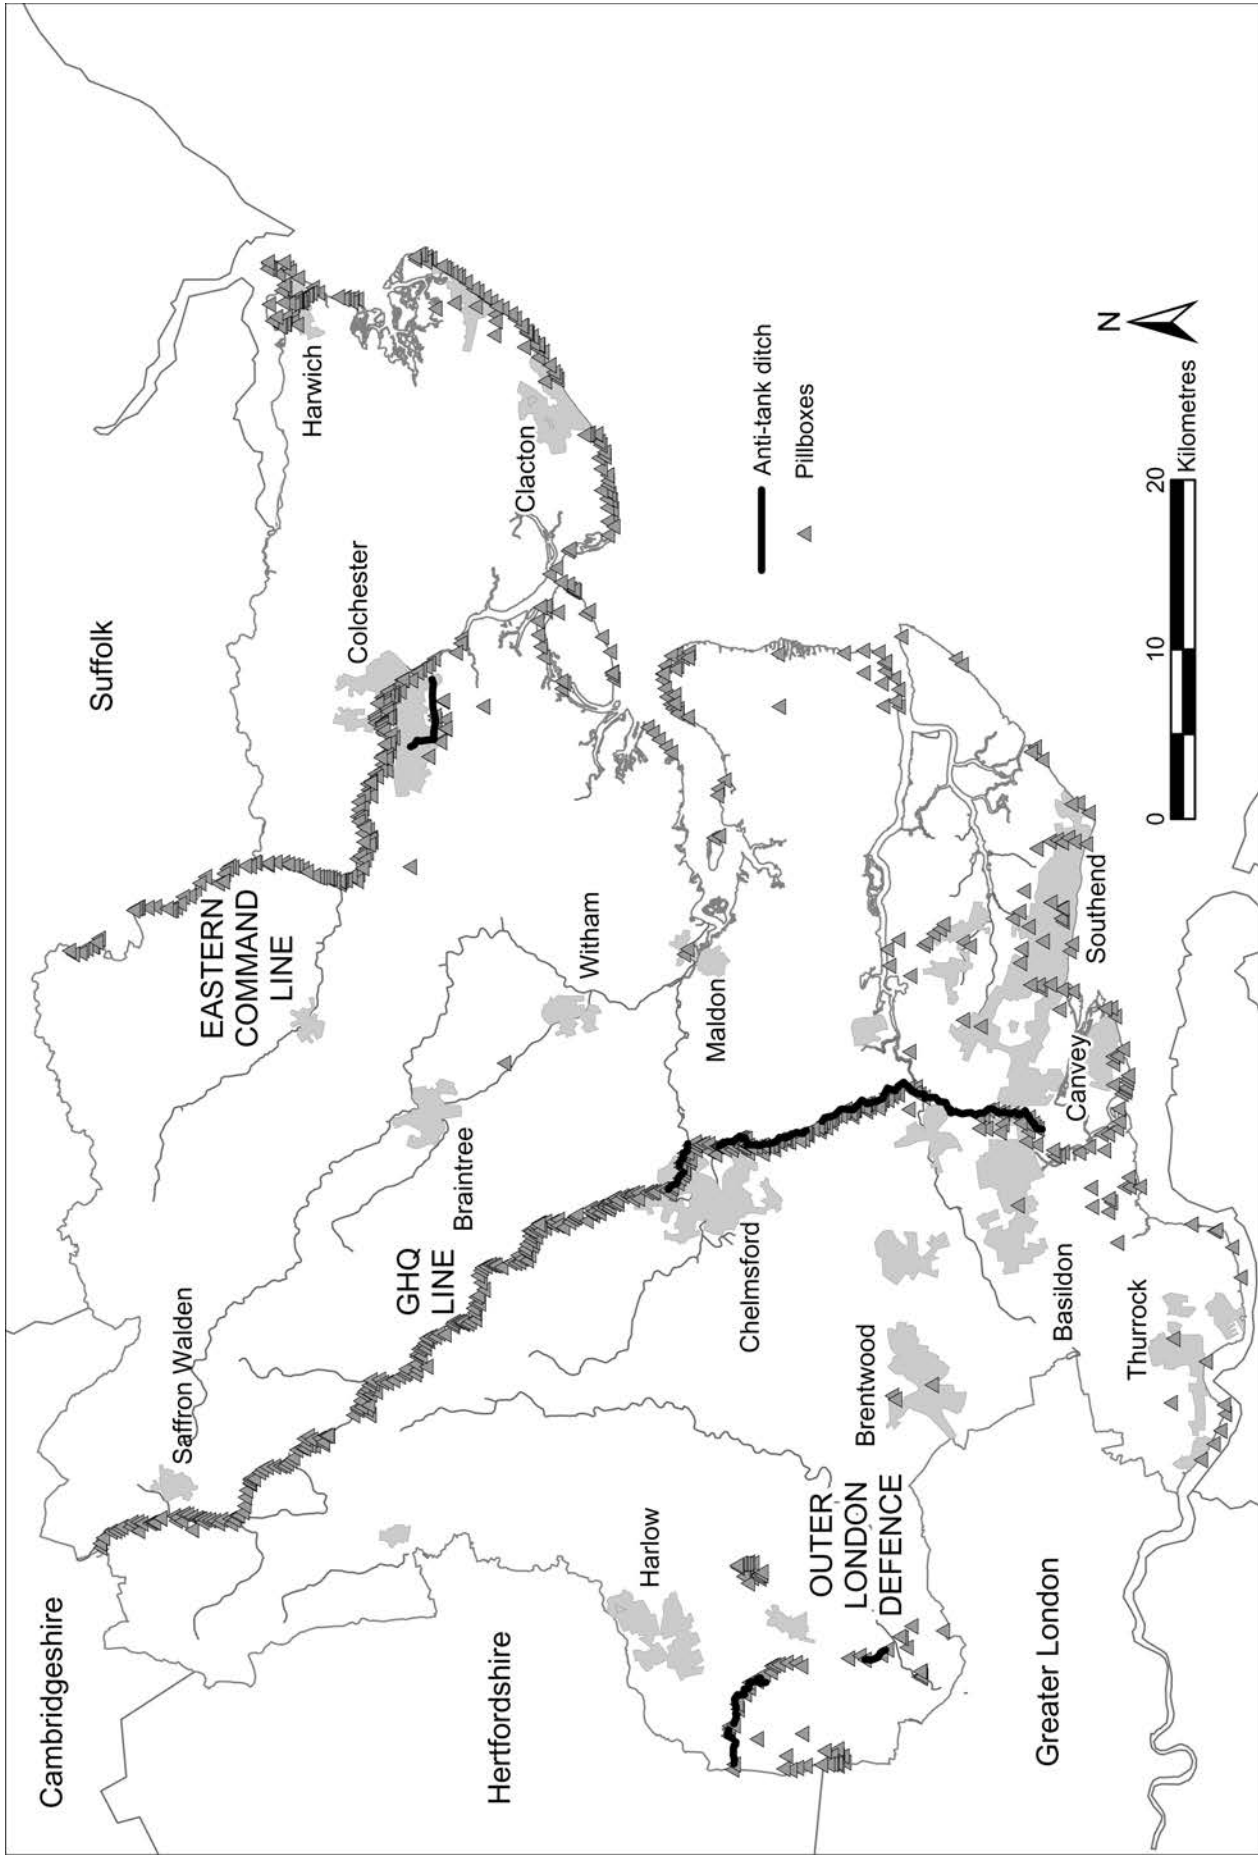 Cambridgeshire
Suffolk
Saffron Walden
EASTERN
COMMAND
LINE
Harwich
Colchester
Hertfordshire
GHQ
LINE
Braintree
Witham
Clacton
Harlow
Chelmsford
Maldon
Anti-tank ditch
Pillboxes
OUTER
LONDON
DEFENCE
Brentwood
Basildon
Canvey
Southend
Greater London
Thurrock
N
0
10
20
Kilometres